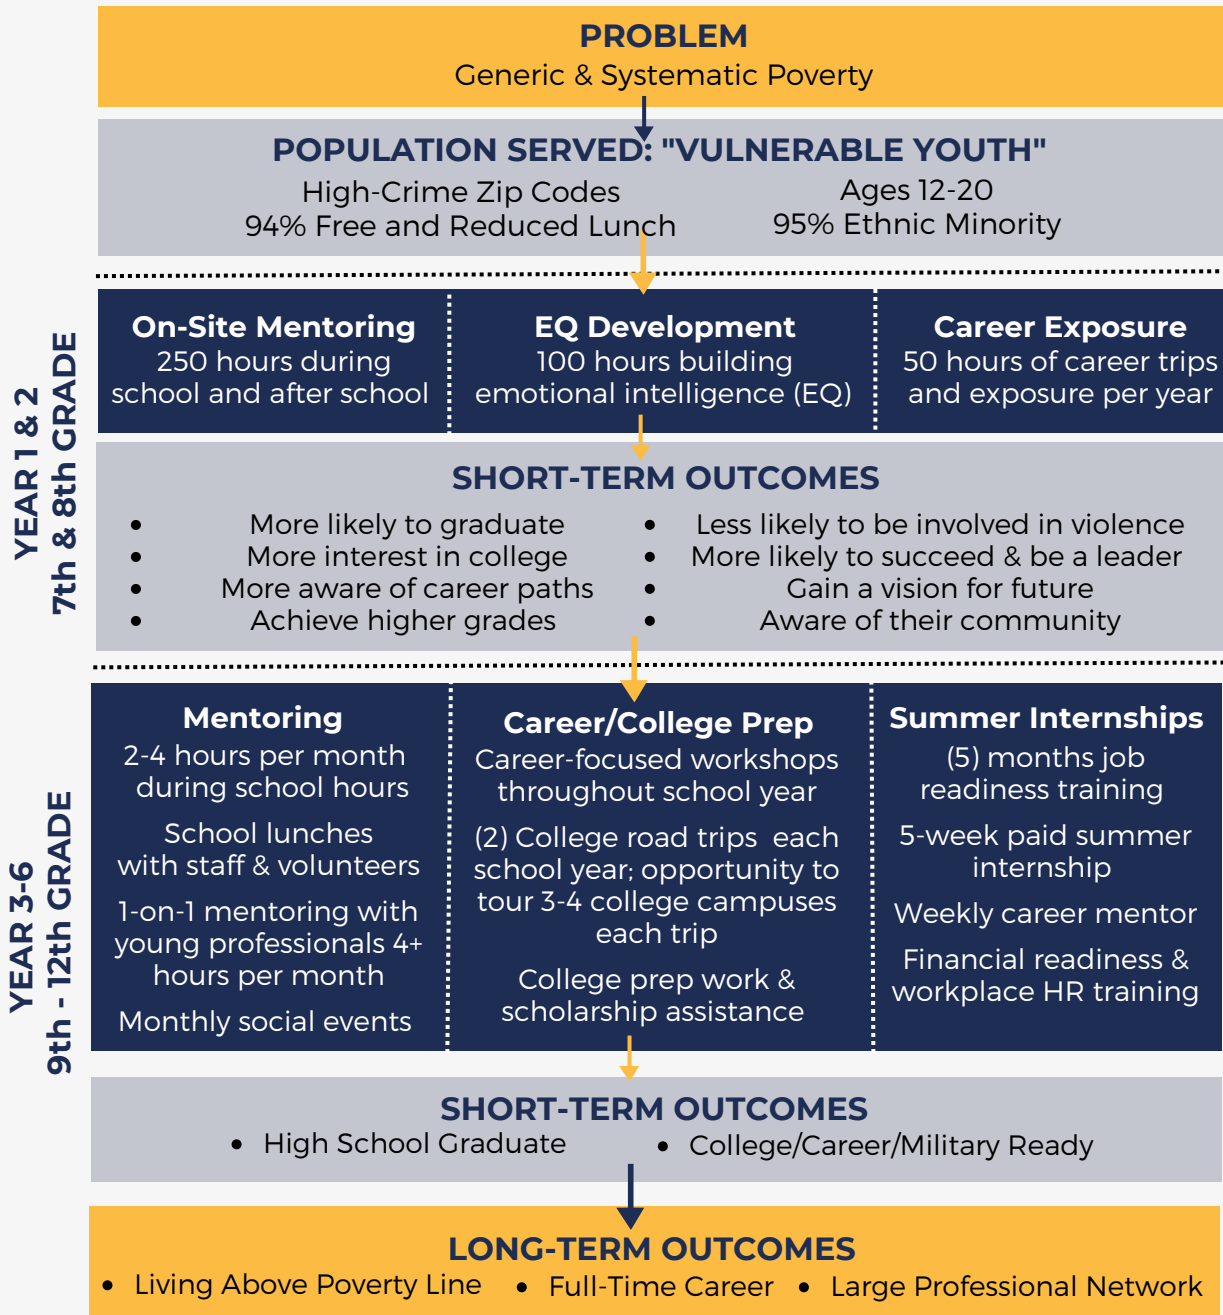 PROBLEM
Generic & Systematic Poverty
POPULATION SERVED: "VULNERABLE YOUTH"
High-Crime Zip Codes
94% Free and Reduced Lunch
Ages 12-20
95% Ethnic Minority
YEAR 1 & 2
7th & 8th GRADE
On-Site Mentoring
250 hours during
school and after school
EQ Development
100 hours building
emotional intelligence (EQ)
Career Exposure
50 hours of career trips
and exposure per year
SHORT-TERM OUTCOMES
• More likely to graduate
• More interest in college
• More aware of career paths
• Achieve higher grades
• Less likely to be involved in violence
• More likely to succeed & be a leader
• Gain a vision for future
• Aware of their community
YEAR 3-6
9th - 12th GRADE
Mentoring
2-4 hours per month
during school hours
School lunches
with staff & volunteers
1-on-1 mentoring with
young professionals 4+
hours per month
Monthly social events
Career/College Prep
Career-focused workshops
throughout school year
(2) College road trips each
school year; opportunity to
tour 3-4 college campuses
each trip
College prep work &
scholarship assistance
Summer Internships
(5) months job
readiness training
5-week paid summer
internship
Weekly career mentor
Financial readiness &
workplace HR training
SHORT-TERM OUTCOMES
• High School Graduate
• College/Career/Military Ready
LONG-TERM OUTCOMES
• Living Above Poverty Line
• Full-Time Career
• Large Professional Network